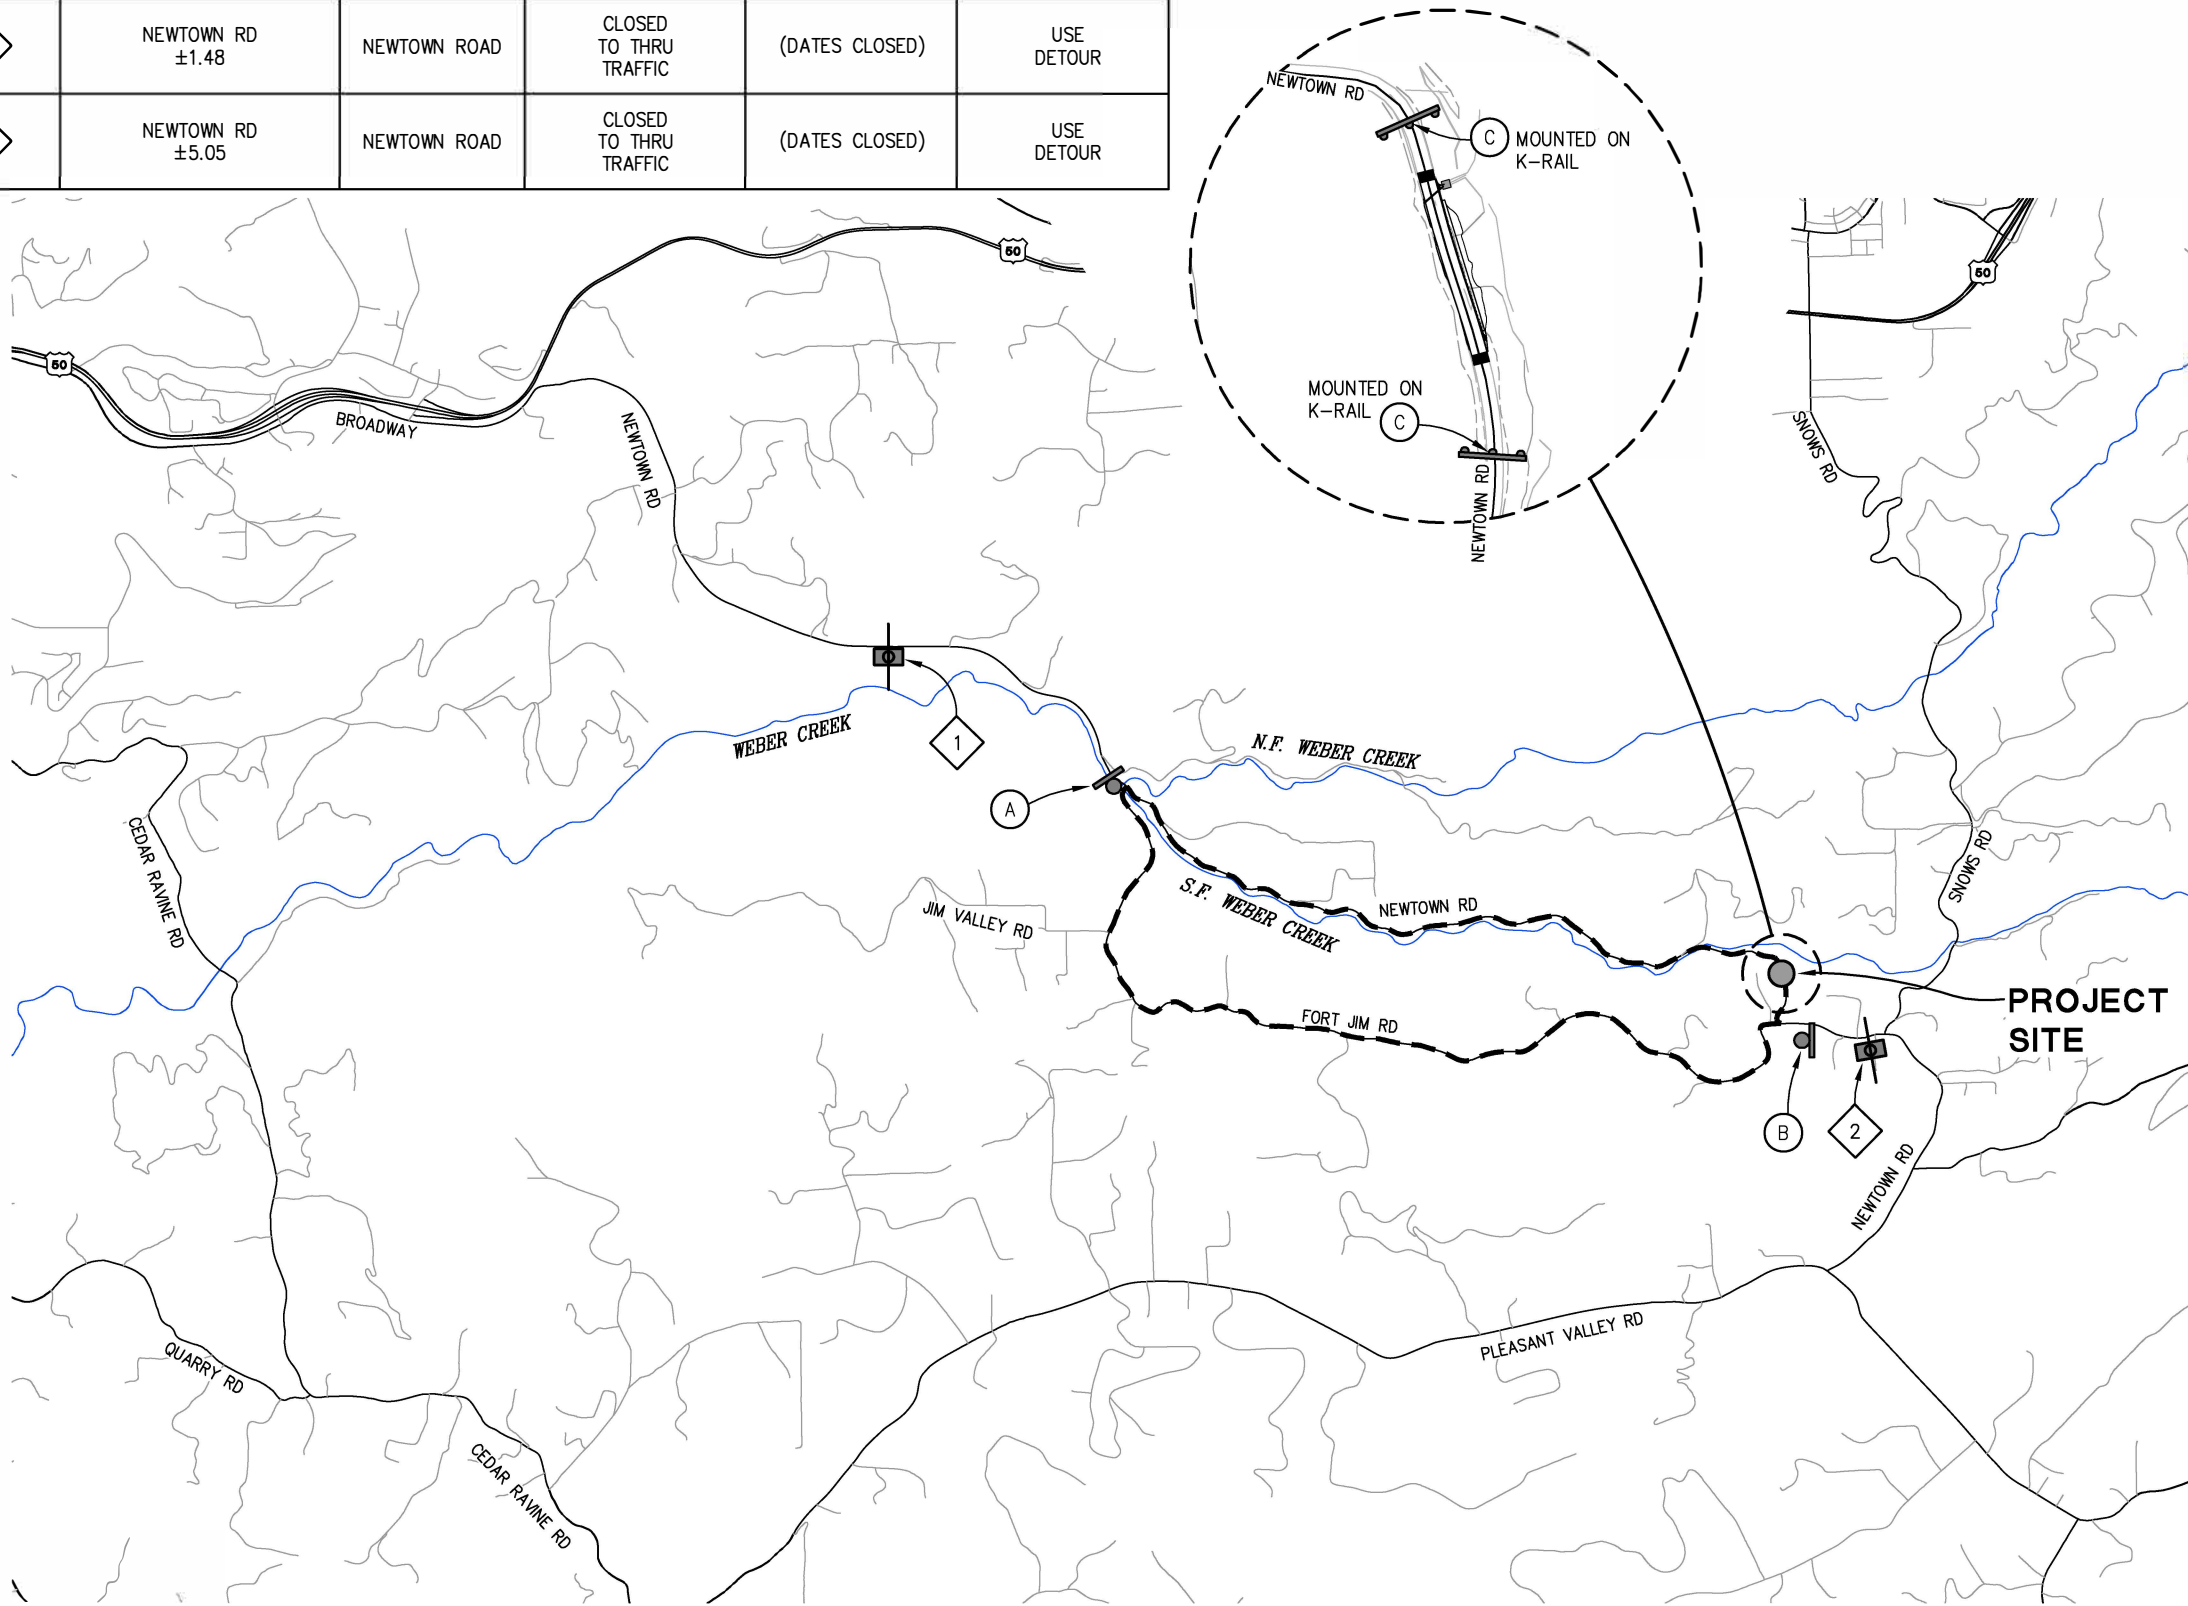 NEWTOWN RD
±1.48
NEWTOWN ROAD
CLOSED
TO THRU
TRAFFIC
(DATES CLOSED)
USE
DETOUR
NEWTOWN RD
±5.05
NEWTOWN ROAD
CLOSED
TO THRU
TRAFFIC
(DATES CLOSED)
USE
DETOUR
NEWTOWN RD
C
MOUNTED ON
K-RAIL
MOUNTED ON
K-RAIL
C
NEWTOWN RD
50
50
50
BROADWAY
NEWTOWN RD
SNOWS RD
WEBER CREEK
1
N.F. WEBER CREEK
A
CEDAR RAVINE RD
JIM VALLEY RD
S.F. WEBER CREEK
NEWTOWN RD
SNOWS RD
FORT JIM RD
PROJECT
SITE
B
2
NEWTOWN RD
PLEASANT VALLEY RD
QUARRY RD
CEDAR RAVINE RD